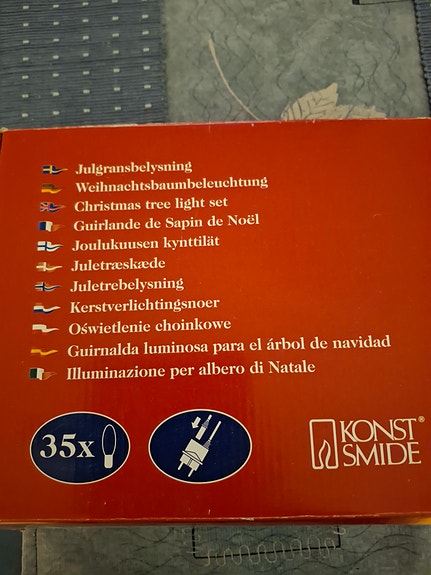 Julgransbelysning
Weihnachtsbaumbeleuchtung
Christmas tree light set
Guirlande de Sapin de Noël
Joulukuusen kynttilät
Juletræskæde
Juletrebelysning
Kerstverlichtingsnoer
Oświetlenie choinkowe
Guirnalda luminosa para el árbol de navidad
Illuminazione per albero di Natale
35x
KONST®
SMIDE